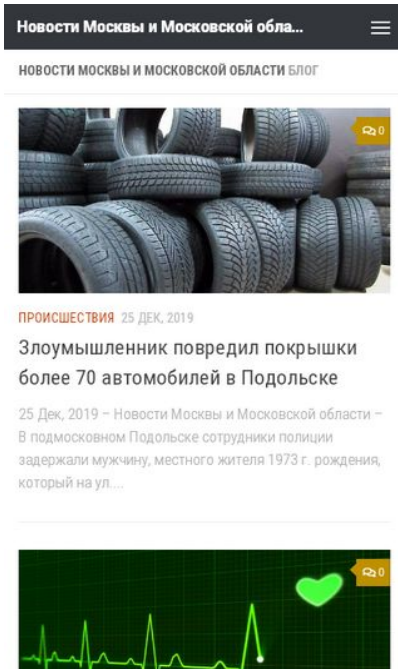 Новости Москвы и Московской обла...
НОВОСТИ МОСКВЫ И МОСКОВСКОЙ ОБЛАСТИ БЛОГ
0
ПРОИСШЕСТВИЯ 25 ДЕК, 2019
Злоумышленник повредил покрышки
более 70 автомобилей в Подольске
25 Дек, 2019 – Новости Москвы и Московской области –
В подмосковном Подольске сотрудники полиции
задержали мужчину, местного жителя 1973 г. рождения,
который на ул....
0